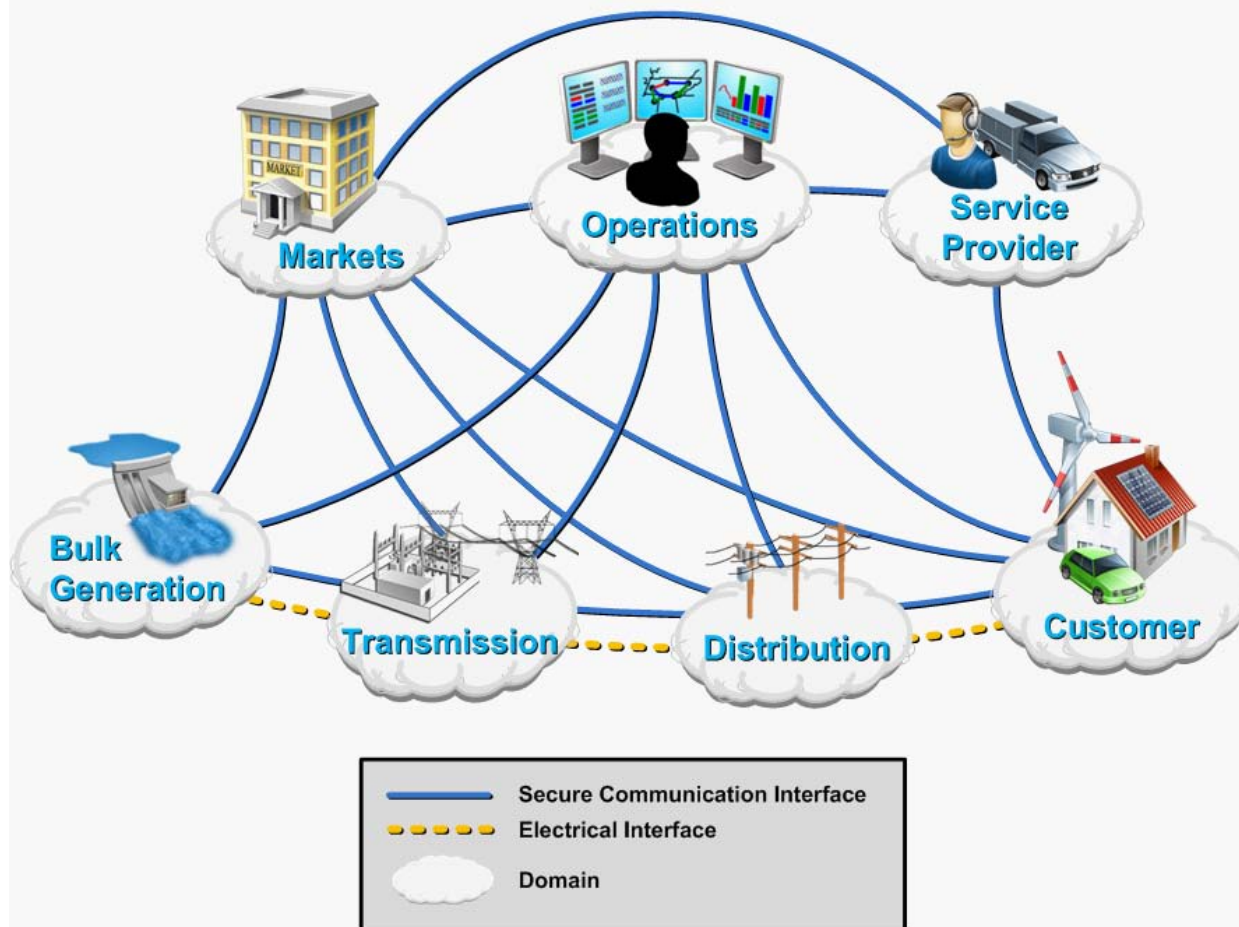 MARKET
Markets
Operations
Service
Provider
Bulk
Generation
Transmission
Distribution
Customer
Secure Communication Interface
Electrical Interface
Domain